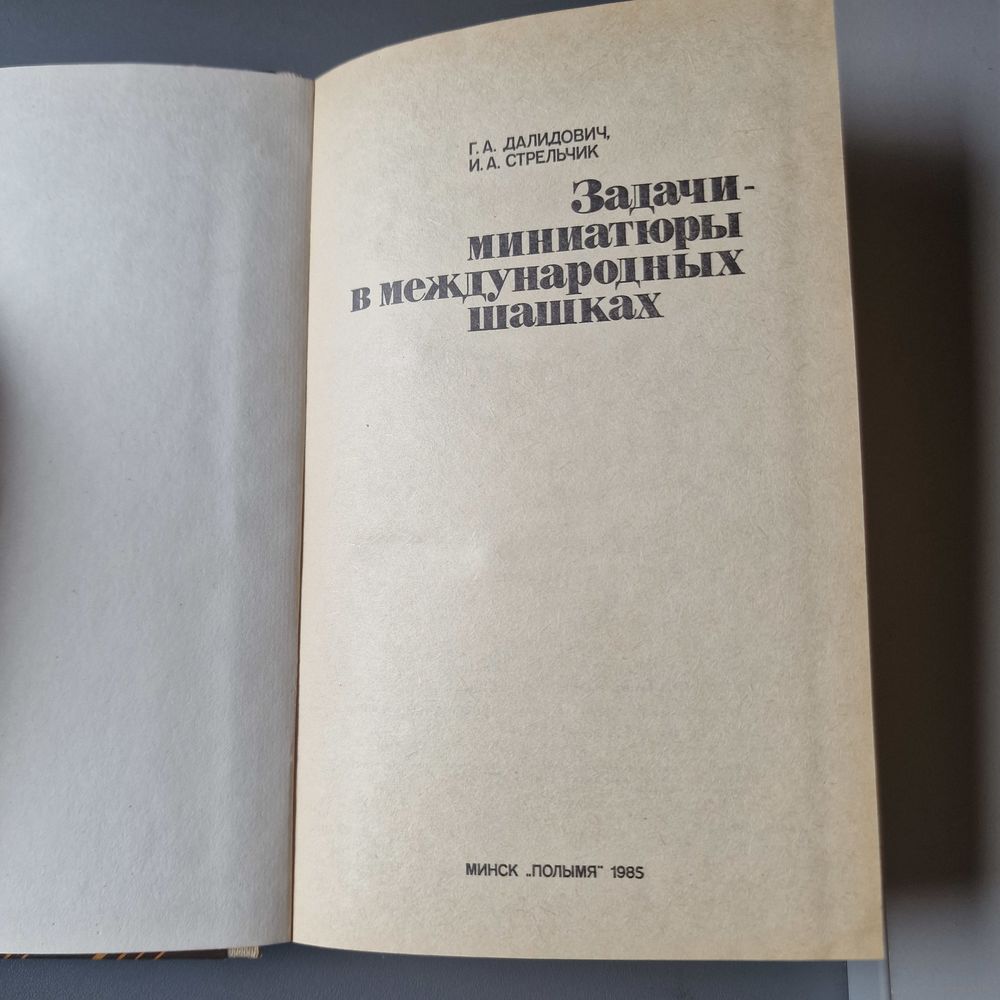 Г. А. ДАЛИДОВИЧ,
И. А. СТРЕЛЬЧИК
Задачи-
миниатюры
в международных
шашках
МИНСК „ПОЛЫМЯ" 1985